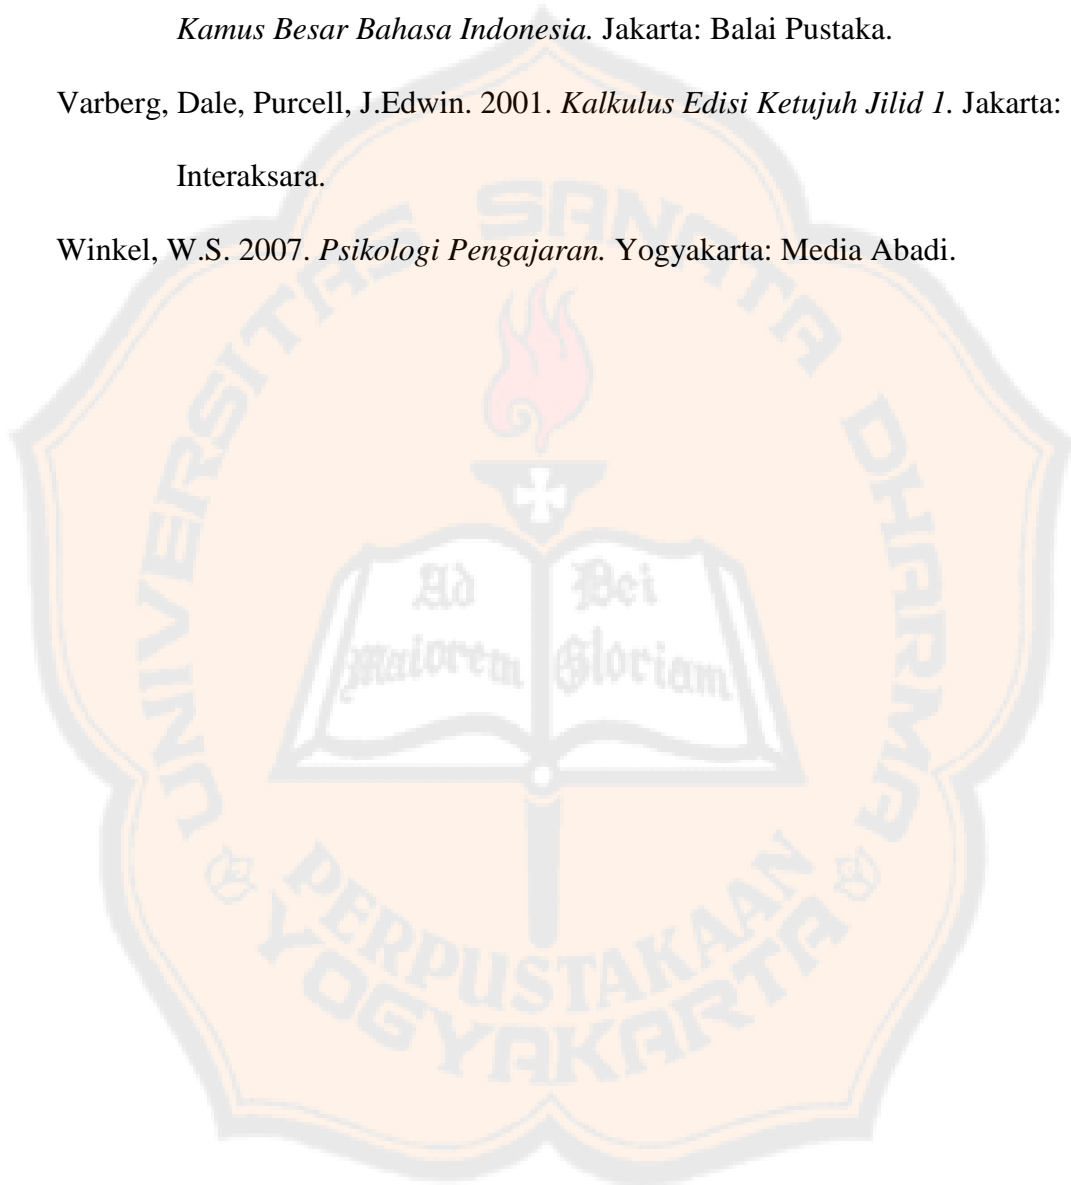 Kamus Besar Bahasa Indonesia. Jakarta: Balai Pustaka.
Varberg, Dale, Purcell, J.Edwin. 2001. Kalkulus Edisi Ketujuh Jilid 1. Jakarta:
Interaksara.
Winkel, W.S. 2007. Psikologi Pengajaran. Yogyakarta: Media Abadi.
UNIVERSITAS SANATA DHARMA
Ad Dei
Maiorem Gloriam
PERPUSTAKAAN
YOGYAKARTA